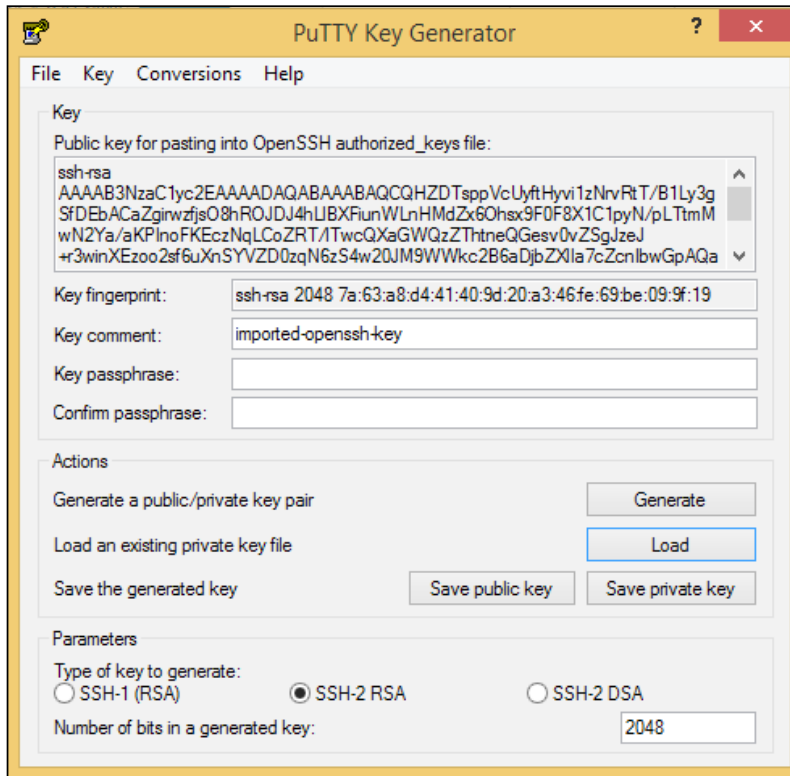 PuTTY Key Generator
?
×
File Key Conversions Help
Key
Public key for pasting into OpenSSH authorized_keys file:
ssh-rsa
AAAAB3NzaC1yc2EAAAADAQABAAABAQCQHZDTsppVcUyftHyvi1zNrvRtT/B1Ly3g
SfDEbACaZgirwzfjsO8hROJDJ4hUBXFiunWLnHMdZx6Ohsx9F0F8X1C1pyN/pLTtmM
wN2Ya/aKPInoFKEczNqLCoZRT/ITwcQXaGWQzZThtneQGesv0vZSgJzeJ
+r3winXEzoo2sf6uXnSYVZD0zqN6zS4w20JM9WWkc2B6aDjbZXIla7cZcnIbwGpAQa
Key fingerprint: ssh-rsa 2048 7a:63:a8:d4:41:40:9d:20:a3:46:fe:69:be:09:9f:19
Key comment: imported-openssh-key
Key passphrase:
Confirm passphrase:
Actions
Generate a public/private key pair Generate
Load an existing private key file Load
Save the generated key Save public key Save private key
Parameters
Type of key to generate:
SSH-1 (RSA) SSH-2 RSA SSH-2 DSA
Number of bits in a generated key: 2048